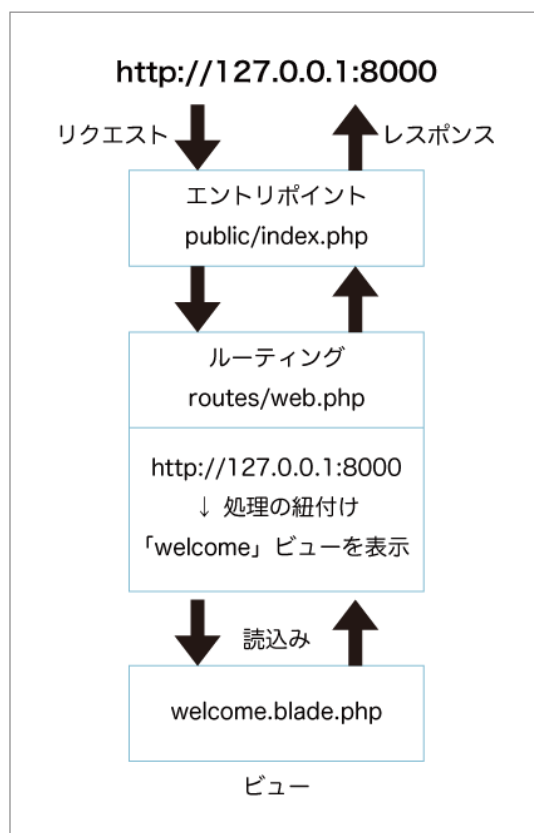 http://127.0.0.1:8000
リクエスト
レスポンス
エントリポイント
public/index.php
ルーティング
routes/web.php
http://127.0.0.1:8000
↓ 処理の紐付け
「welcome」ビューを表示
読込み
welcome.blade.php
ビュー